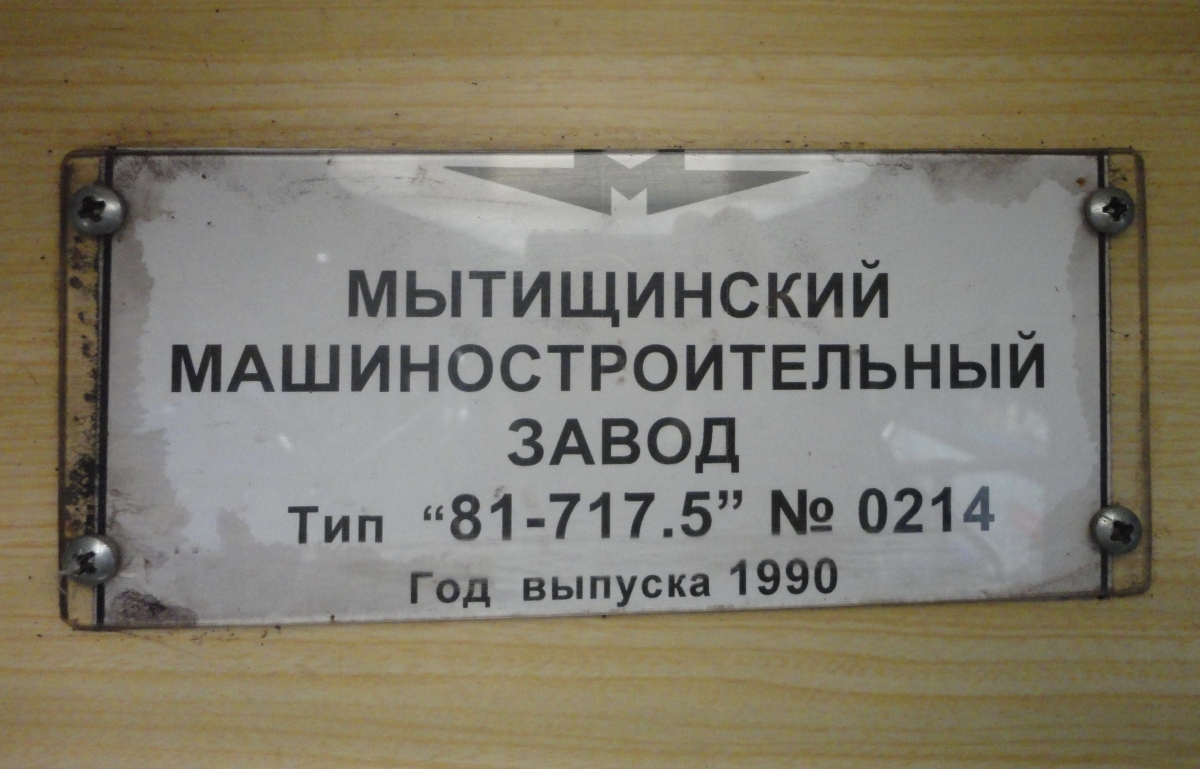 МЫТИЩИНСКИЙ
МАШИНОСТРОИТЕЛЬНЫЙ
ЗАВОД
Тип “81-717.5” № 0214
Год выпуска 1990